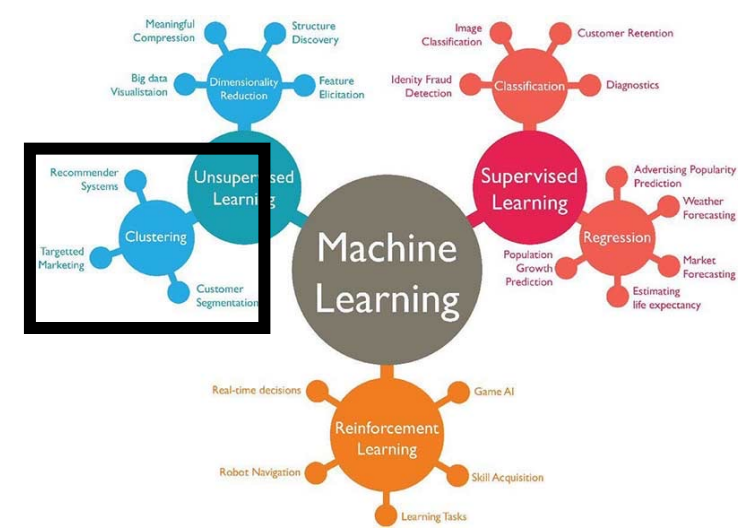 Meaningful
Compression
Structure
Discovery
Big data
Visualistaion
Dimensionality
Reduction
Feature
Elicitation
Image
Classification
Customer Retention
Idenity Fraud
Detection
Classification
Diagnostics
Recommender
Systems
Unsupervised
Learning
Clustering
Targetted
Marketing
Customer
Segmentation
Supervised
Learning
Advertising Popularity
Prediction
Weather
Forecasting
Regression
Population
Growth
Prediction
Market
Forecasting
Estimating
life expectancy
Machine
Learning
Real-time decisions
Game AI
Reinforcement
Learning
Robot Navigation
Skill Acquisition
Learning Tasks